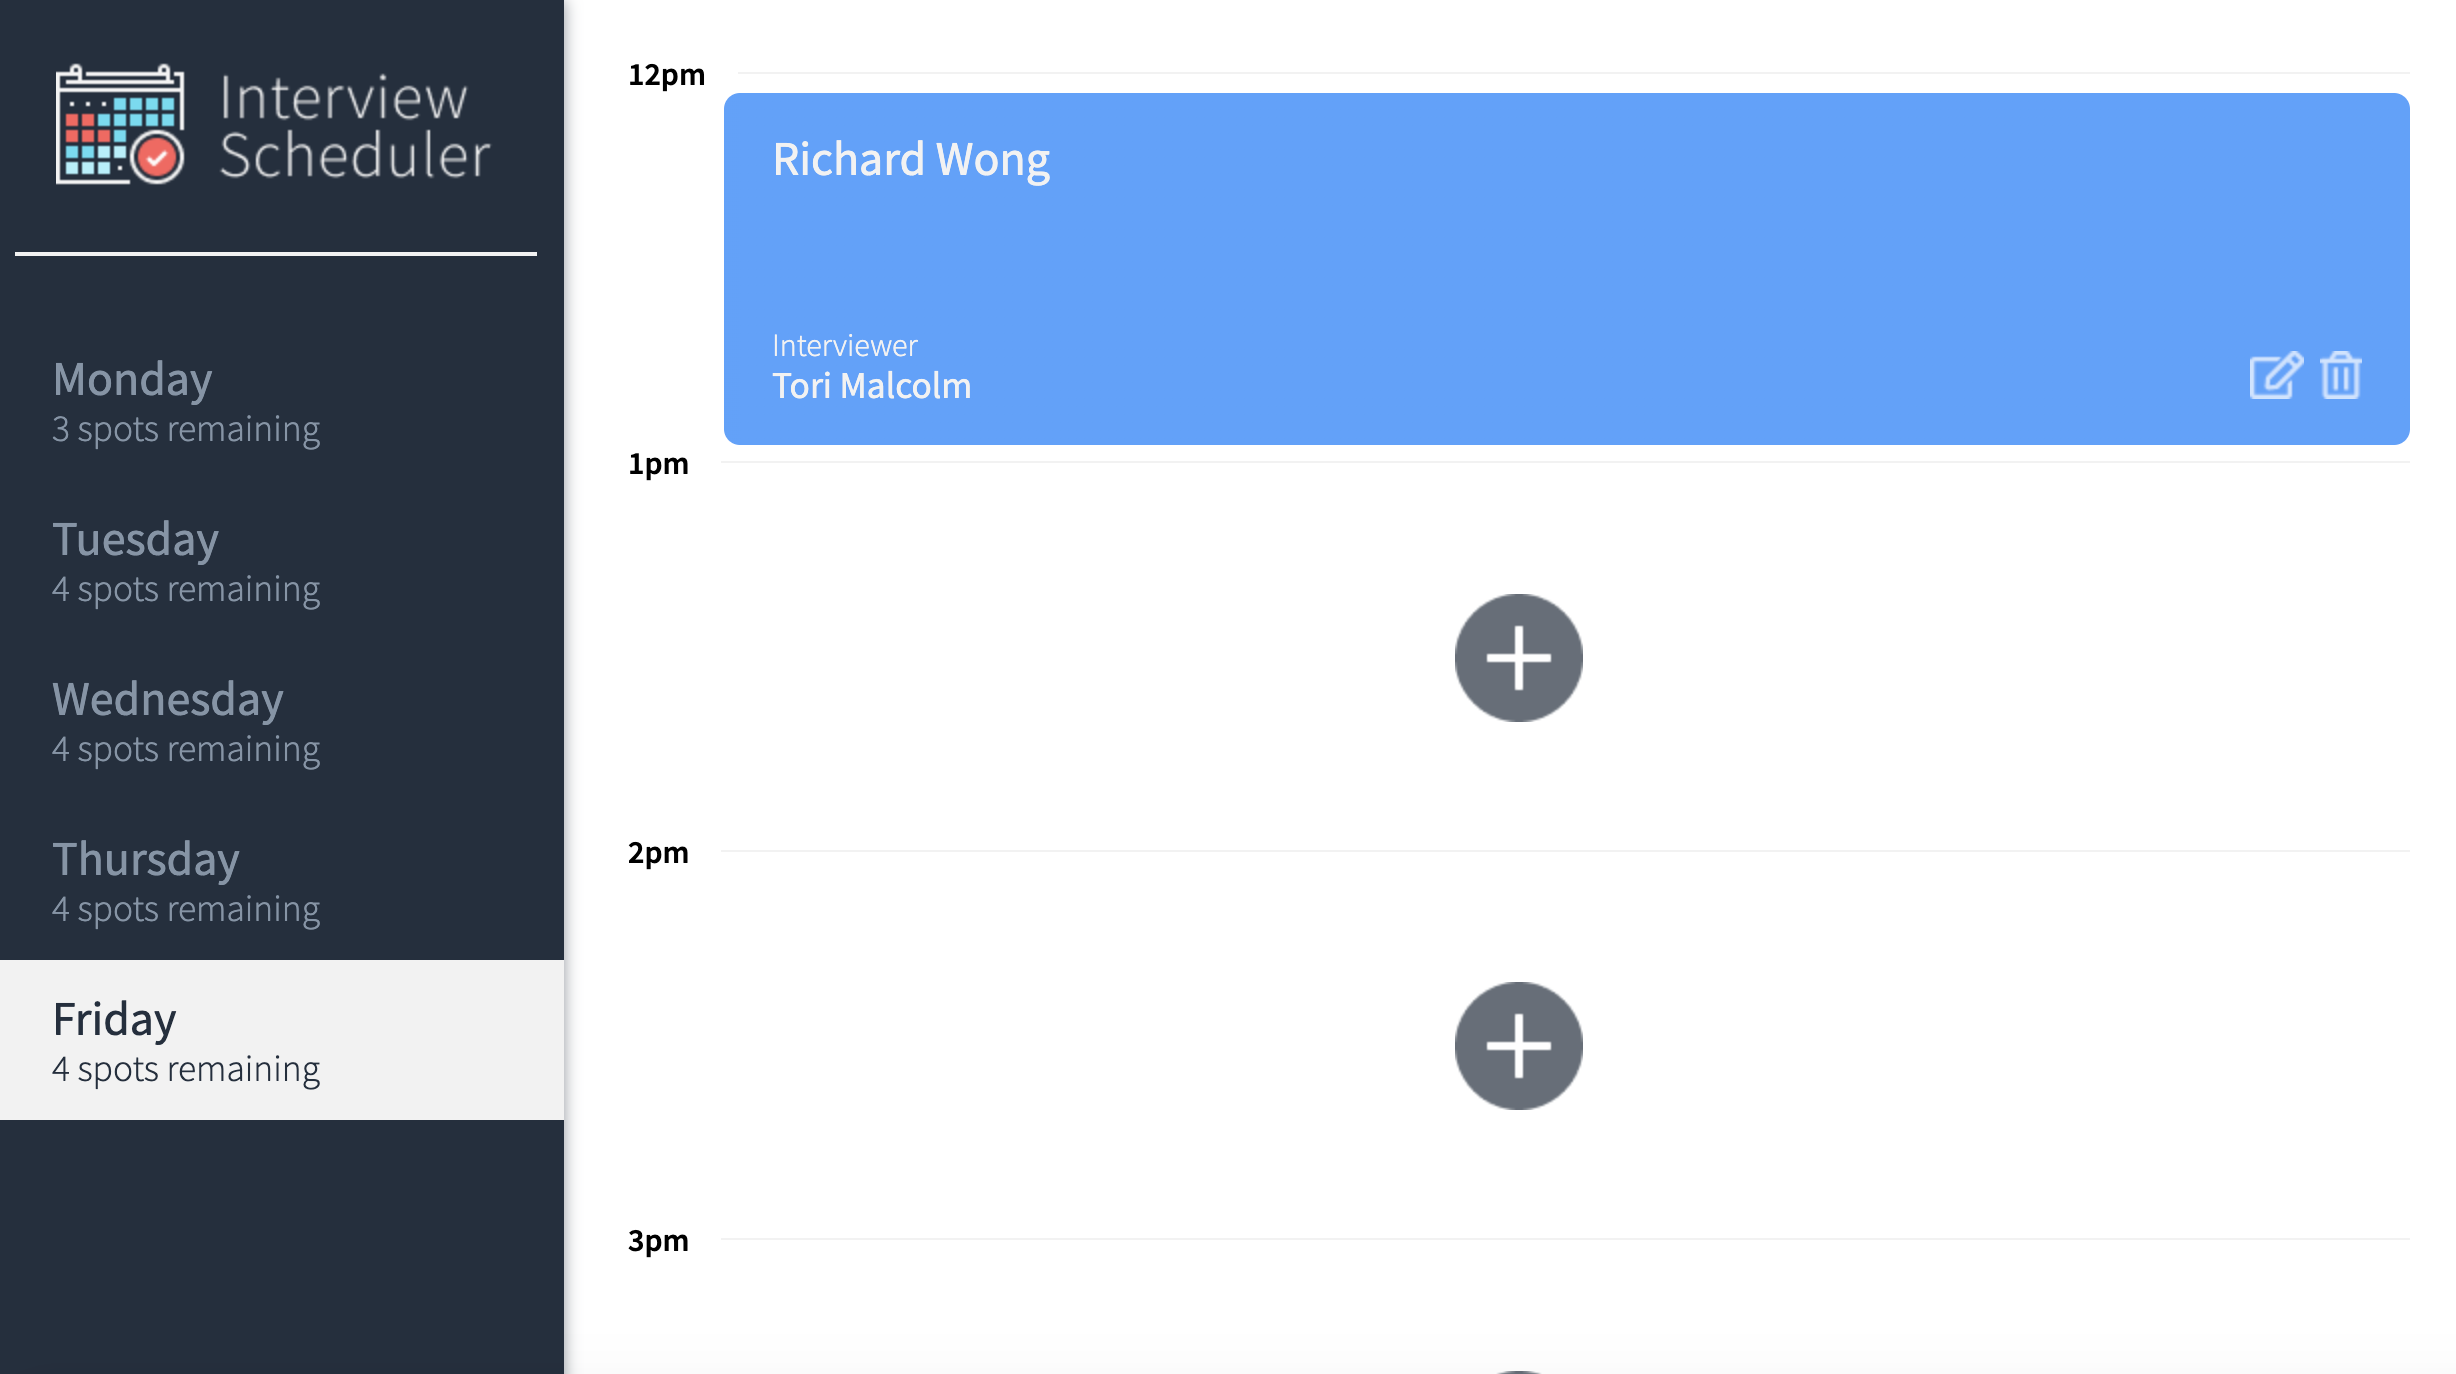 Interview
Scheduler
Monday
3 spots remaining
Tuesday
4 spots remaining
Wednesday
4 spots remaining
Thursday
4 spots remaining
Friday
4 spots remaining
12pm
Richard Wong
Interviewer
Tori Malcolm
1pm
2pm
3pm